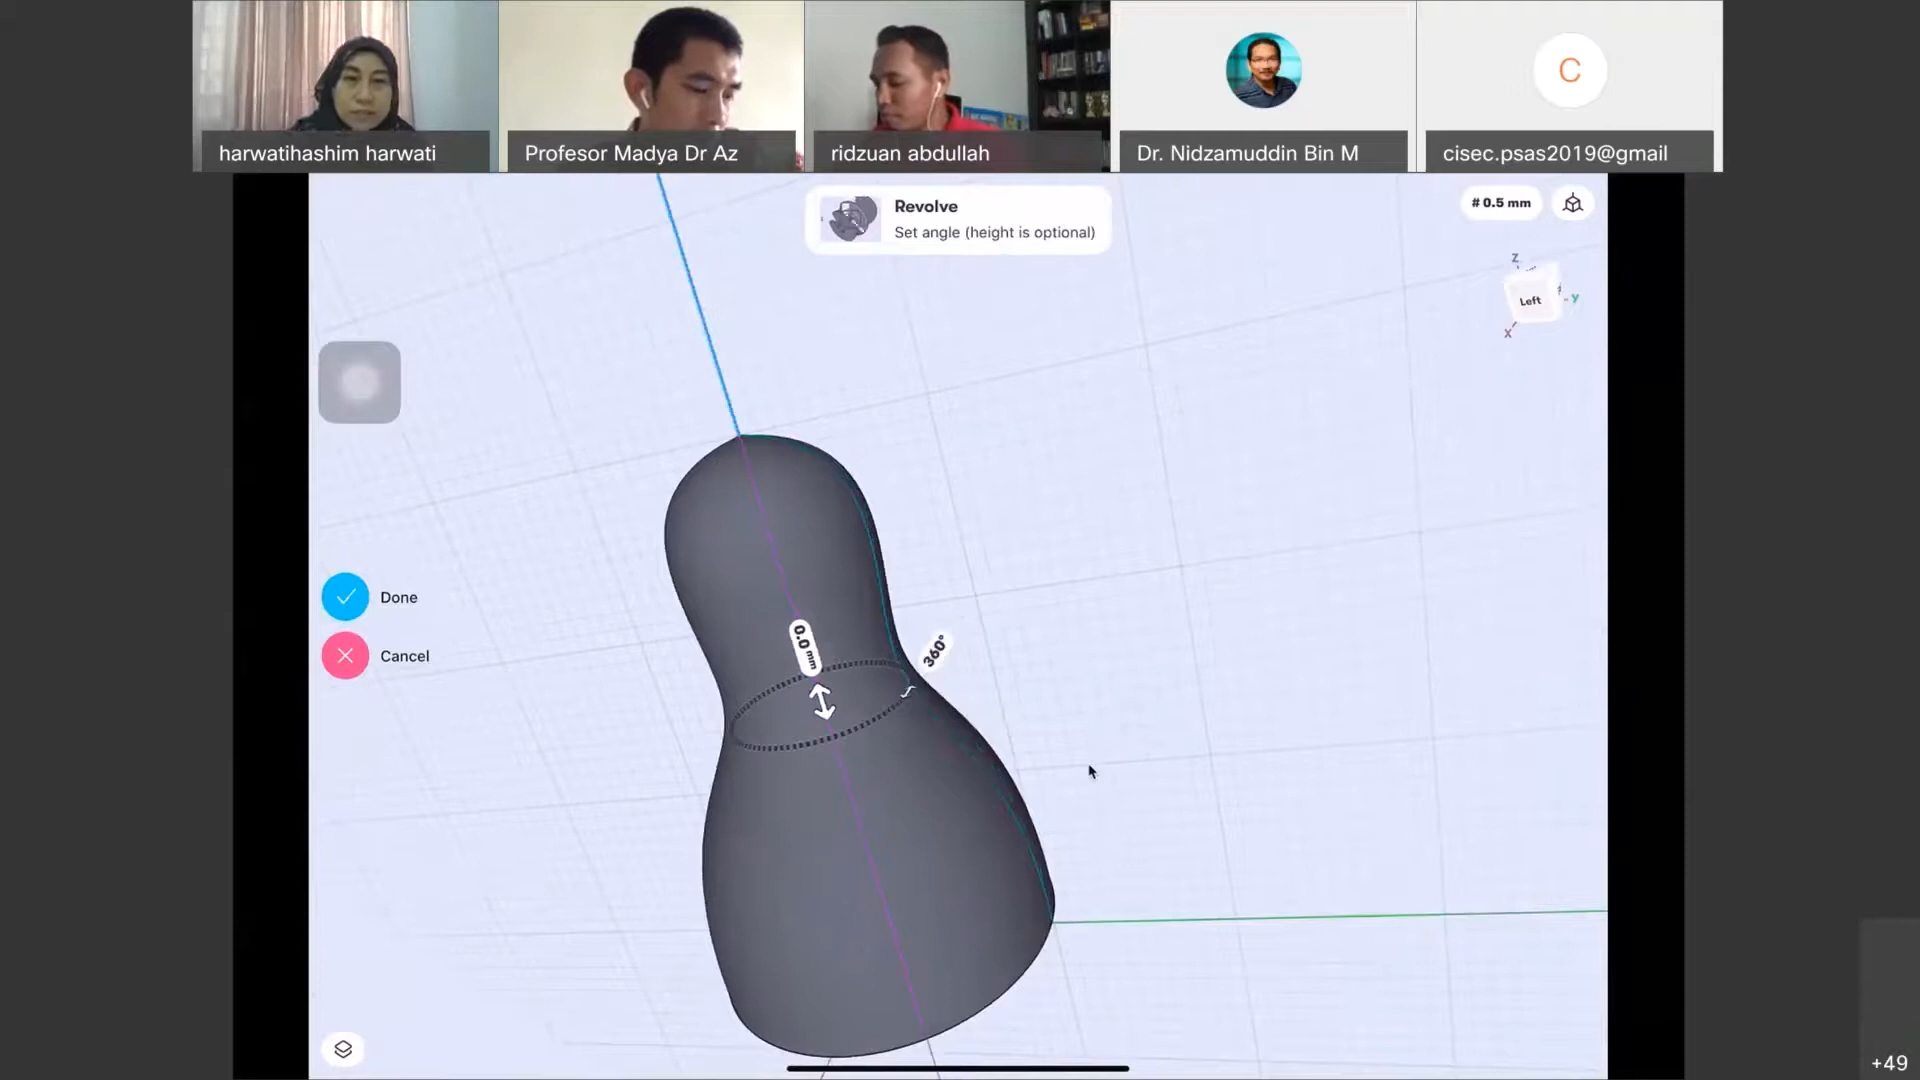 harwatihashim harwati
Profesor Madya Dr Az
ridzuan abdullah
Dr. Nidzamuddin Bin M
C
cisec.psas2019@gmail
Revolve
Set angle (height is optional)
# 0.5 mm
Z
Left
Y
X
Done
0.0 mm
360°
Cancel
+49